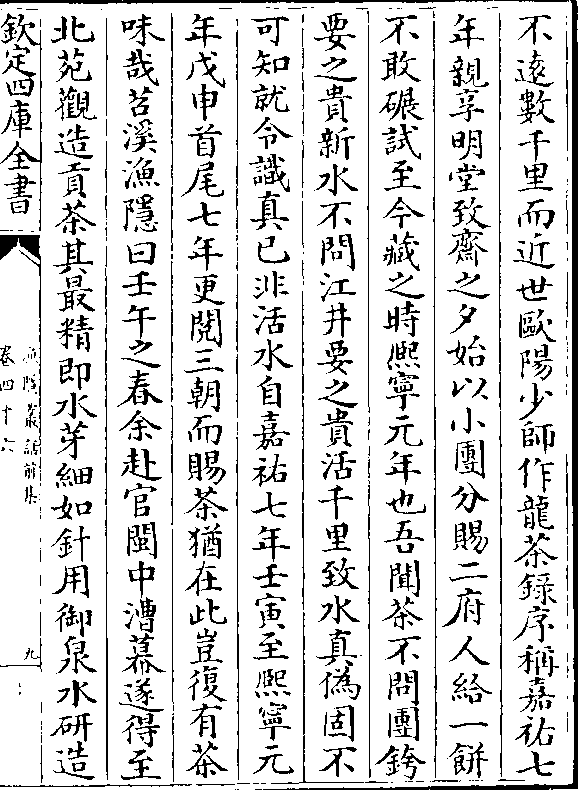 不逺數千里而近世歐陽少師作龍茶録序稱嘉祐七
年親享明堂致齋之夕始以小團分賜二府人給一餅
不敢碾試至今藏之時熙寧元年也吾聞茶不問團銙
要之貴新水不問江井要之貴活千里致水真偽固不
可知就令識真已非活水自嘉祐七年壬寅至熙寧元
年戊申首尾七年更閱三朝而賜茶猶在此豈復有茶
味哉苕溪漁隱曰壬午之春余赴官閩中漕幕遂得至
北苑觀造貢茶其最精即水芽細如針用御泉水研造
欽定四庫全書
漁隠叢話前集
卷四十六
九